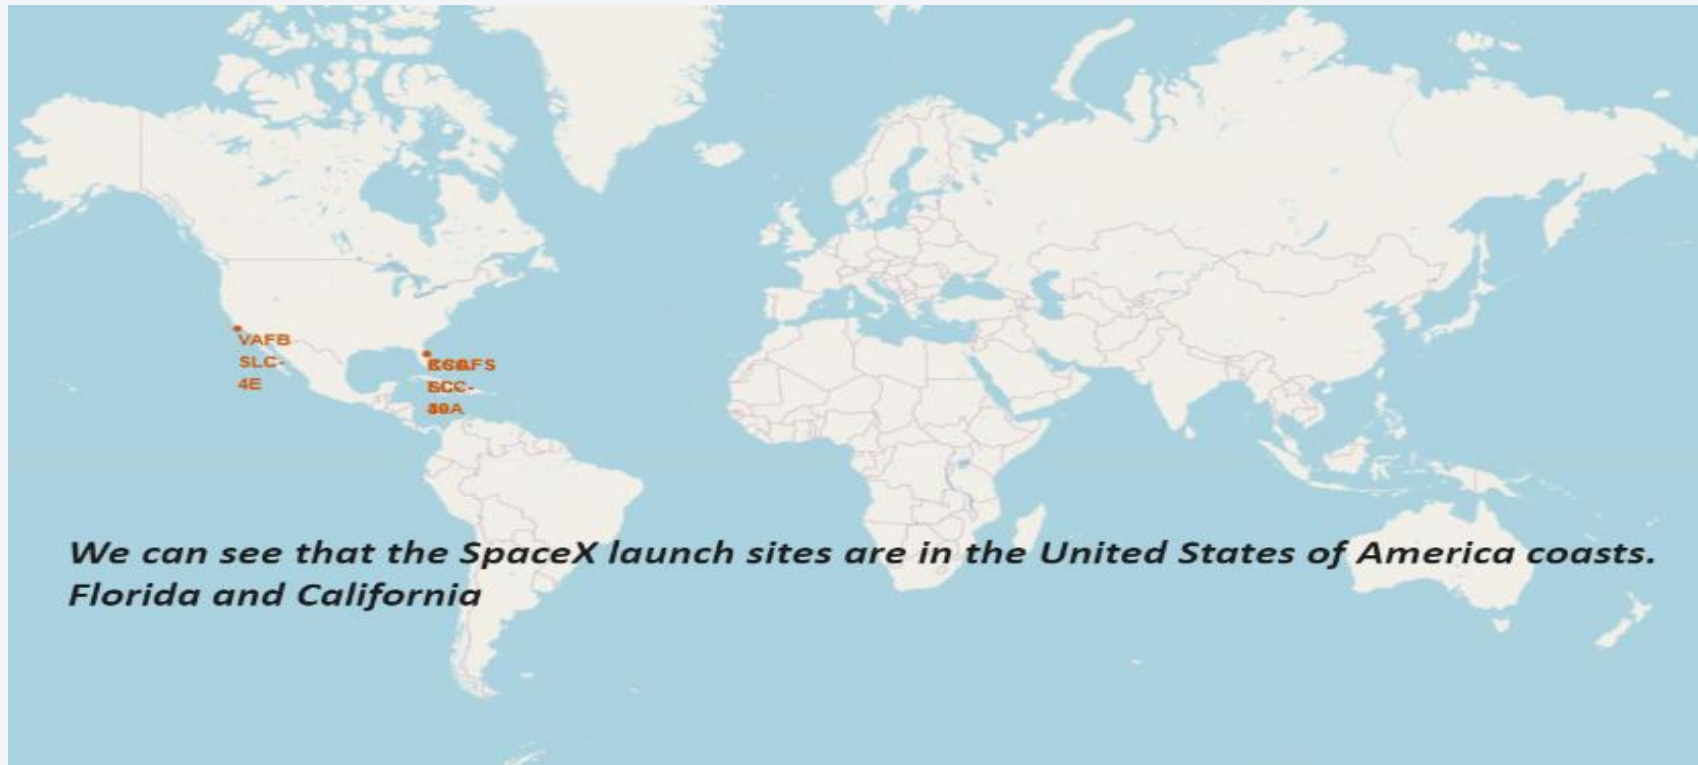 VAFB
SLC-
4E
We can see that the SpaceX launch sites are in the United States of America coasts.
Florida and California